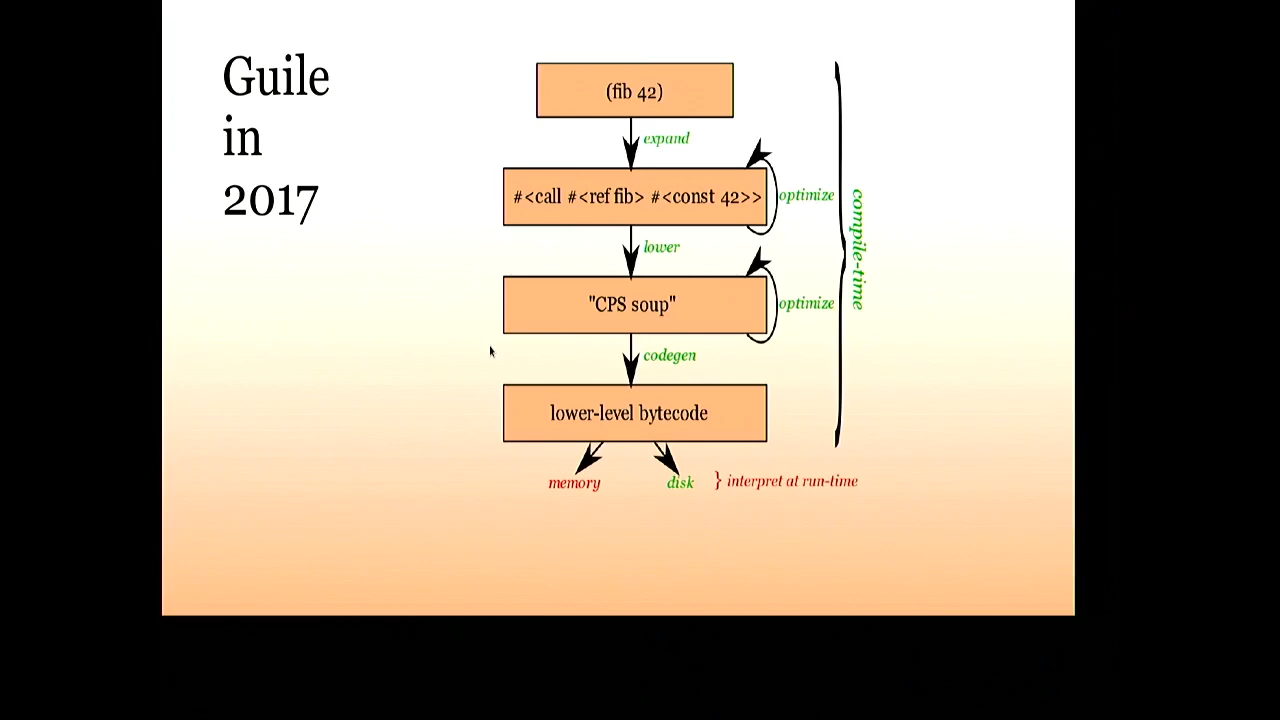 Guile
in
2017
(fib 42)
expand
#<call #<ref fib> #<const 42>>
optimize
lower
"CPS soup"
optimize
codegen
lower-level bytecode
compile-time
memory
disk
} interpret at run-time